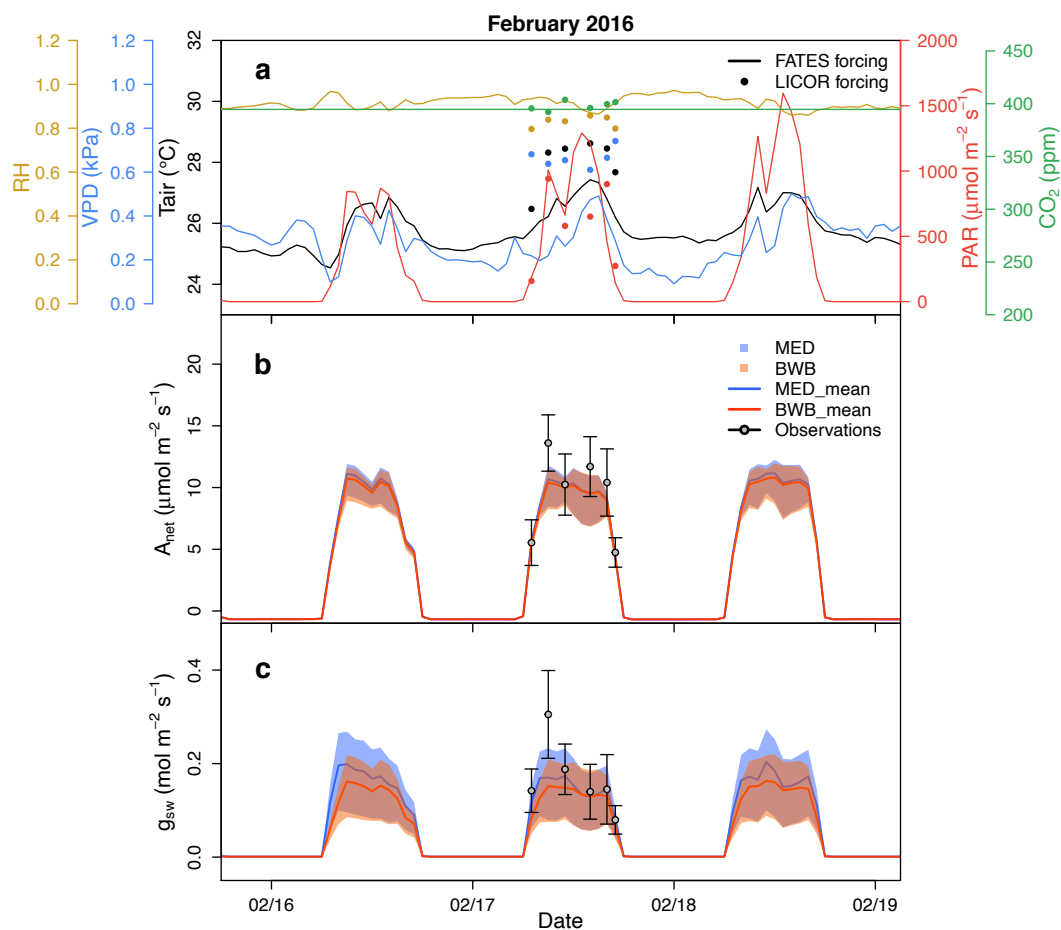 February 2016
a
FATES forcing
LICOR forcing
RH
0.0
0.2
0.4
0.6
0.8
1.0
1.2
VPD (kPa)
0.0
0.2
0.4
0.6
0.8
1.0
1.2
Tair (°C)
24
26
28
30
32
PAR (μmol m⁻² s⁻¹)
0
500
1000
1500
2000
CO₂ (ppm)
200
250
300
350
400
450
b
MED
BWB
MED_mean
BWB_mean
Observations
Aₙₑₜ (μmol m⁻² s⁻¹)
0
5
10
15
20
c
g_sw (mol m⁻² s⁻¹)
0.0
0.2
0.4
02/16
02/17
02/18
02/19
Date